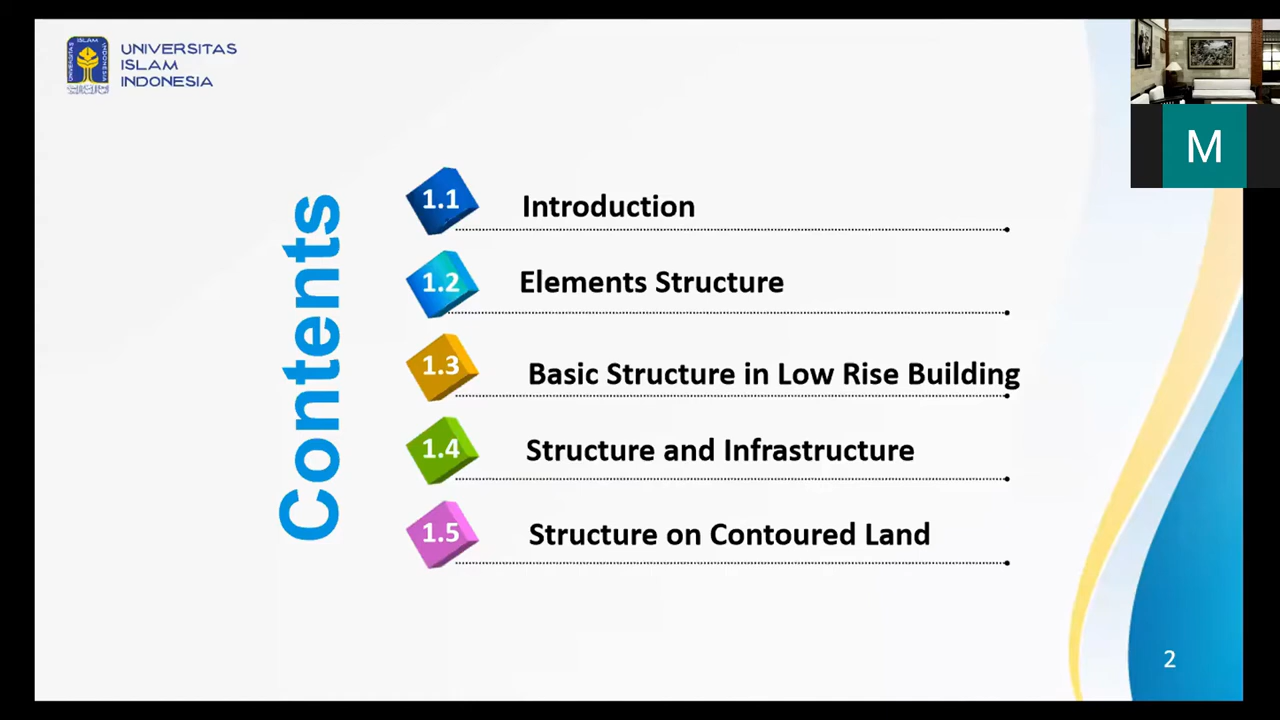 UNIVERSITAS
ISLAM
INDONESIA
M
Contents
1.1 Introduction
1.2 Elements Structure
1.3 Basic Structure in Low Rise Building
1.4 Structure and Infrastructure
1.5 Structure on Contoured Land
2